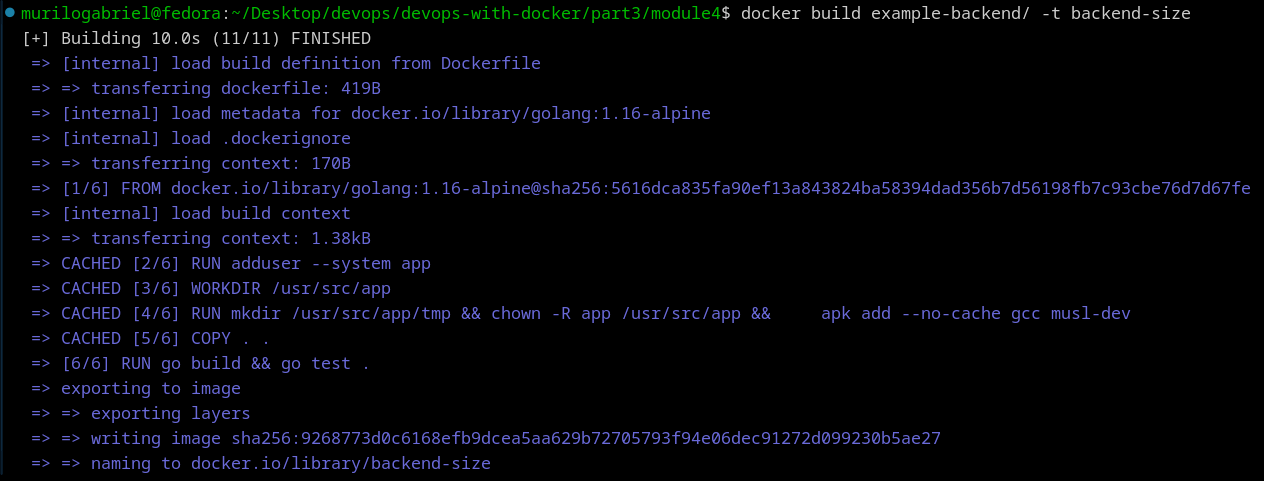 murilogabriel@fedora:~/Desktop/devops/devops-with-docker/part3/module4$ docker build example-backend/ -t backend-size
[+] Building 10.0s (11/11) FINISHED
=> [internal] load build definition from Dockerfile
=> => transferring dockerfile: 419B
=> [internal] load metadata for docker.io/library/golang:1.16-alpine
=> [internal] load .dockerignore
=> => transferring context: 170B
=> [1/6] FROM docker.io/library/golang:1.16-alpine@sha256:5616dca835fa90ef13a843824ba58394dad356b7d56198fb7c93cbe76d7d67fe
=> [internal] load build context
=> => transferring context: 1.38kB
=> CACHED [2/6] RUN adduser --system app
=> CACHED [3/6] WORKDIR /usr/src/app
=> CACHED [4/6] RUN mkdir /usr/src/app/tmp && chown -R app /usr/src/app &&     apk add --no-cache gcc musl-dev
=> CACHED [5/6] COPY . .
=> [6/6] RUN go build && go test .
=> exporting to image
=> => exporting layers
=> => writing image sha256:9268773d0c6168efb9dcea5aa629b72705793f94e06dec91272d099230b5ae27
=> => naming to docker.io/library/backend-size